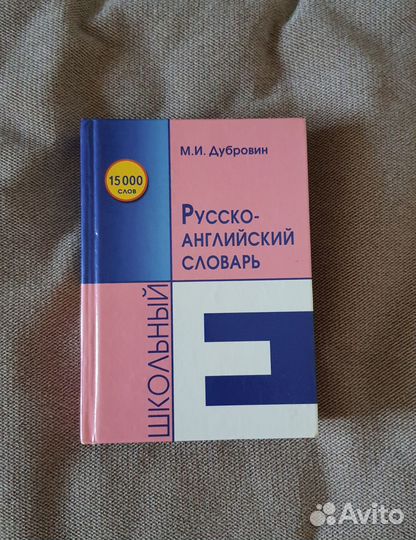 М.И. Дубровин
15 000
слов
Русско-
английский
словарь
школьный
E
Avito